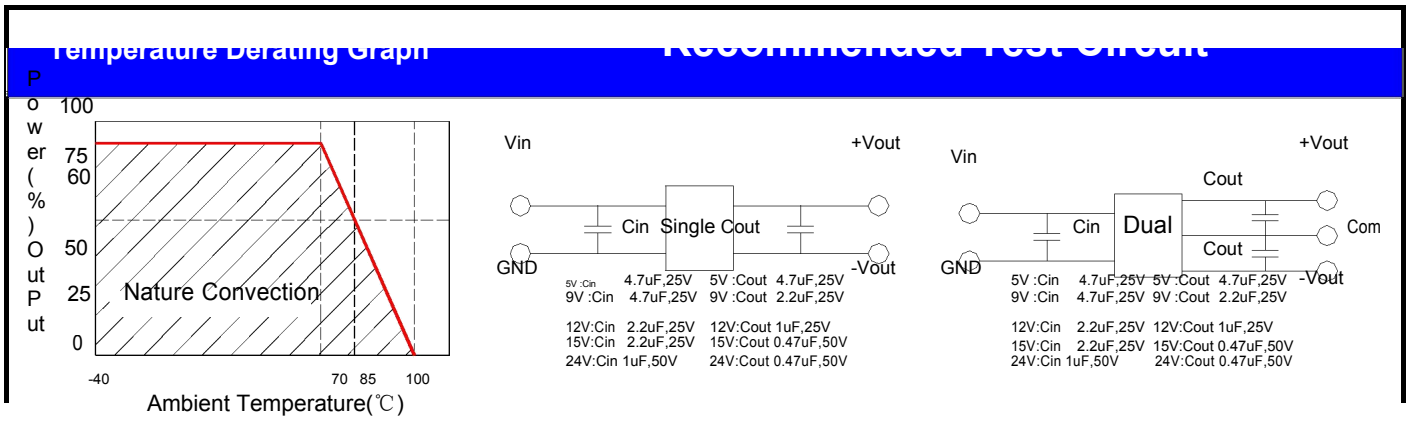 Temperature Derating Graph
Recommended Test Circuit
P
o
w
er
(
%
)
O
ut
P
ut
100
75
60
50
25
0
Nature Convection
-40 70 85 100
Ambient Temperature(℃)
Vin +Vout
Cin Single Cout
GND -Vout
5V :Cin 4.7uF,25V 5V :Cout 4.7uF,25V
9V :Cin 4.7uF,25V 9V :Cout 2.2uF,25V
12V:Cin 2.2uF,25V 12V:Cout 1uF,25V
15V:Cin 2.2uF,25V 15V:Cout 0.47uF,50V
24V:Cin 1uF,50V 24V:Cout 0.47uF,50V
Vin +Vout
Cout
Cin Dual Com
Cout
GND -Vout
5V :Cin 4.7uF,25V 5V :Cout 4.7uF,25V
9V :Cin 4.7uF,25V 9V :Cout 2.2uF,25V
12V:Cin 2.2uF,25V 12V:Cout 1uF,25V
15V:Cin 2.2uF,25V 15V:Cout 0.47uF,50V
24V:Cin 1uF,50V 24V:Cout 0.47uF,50V